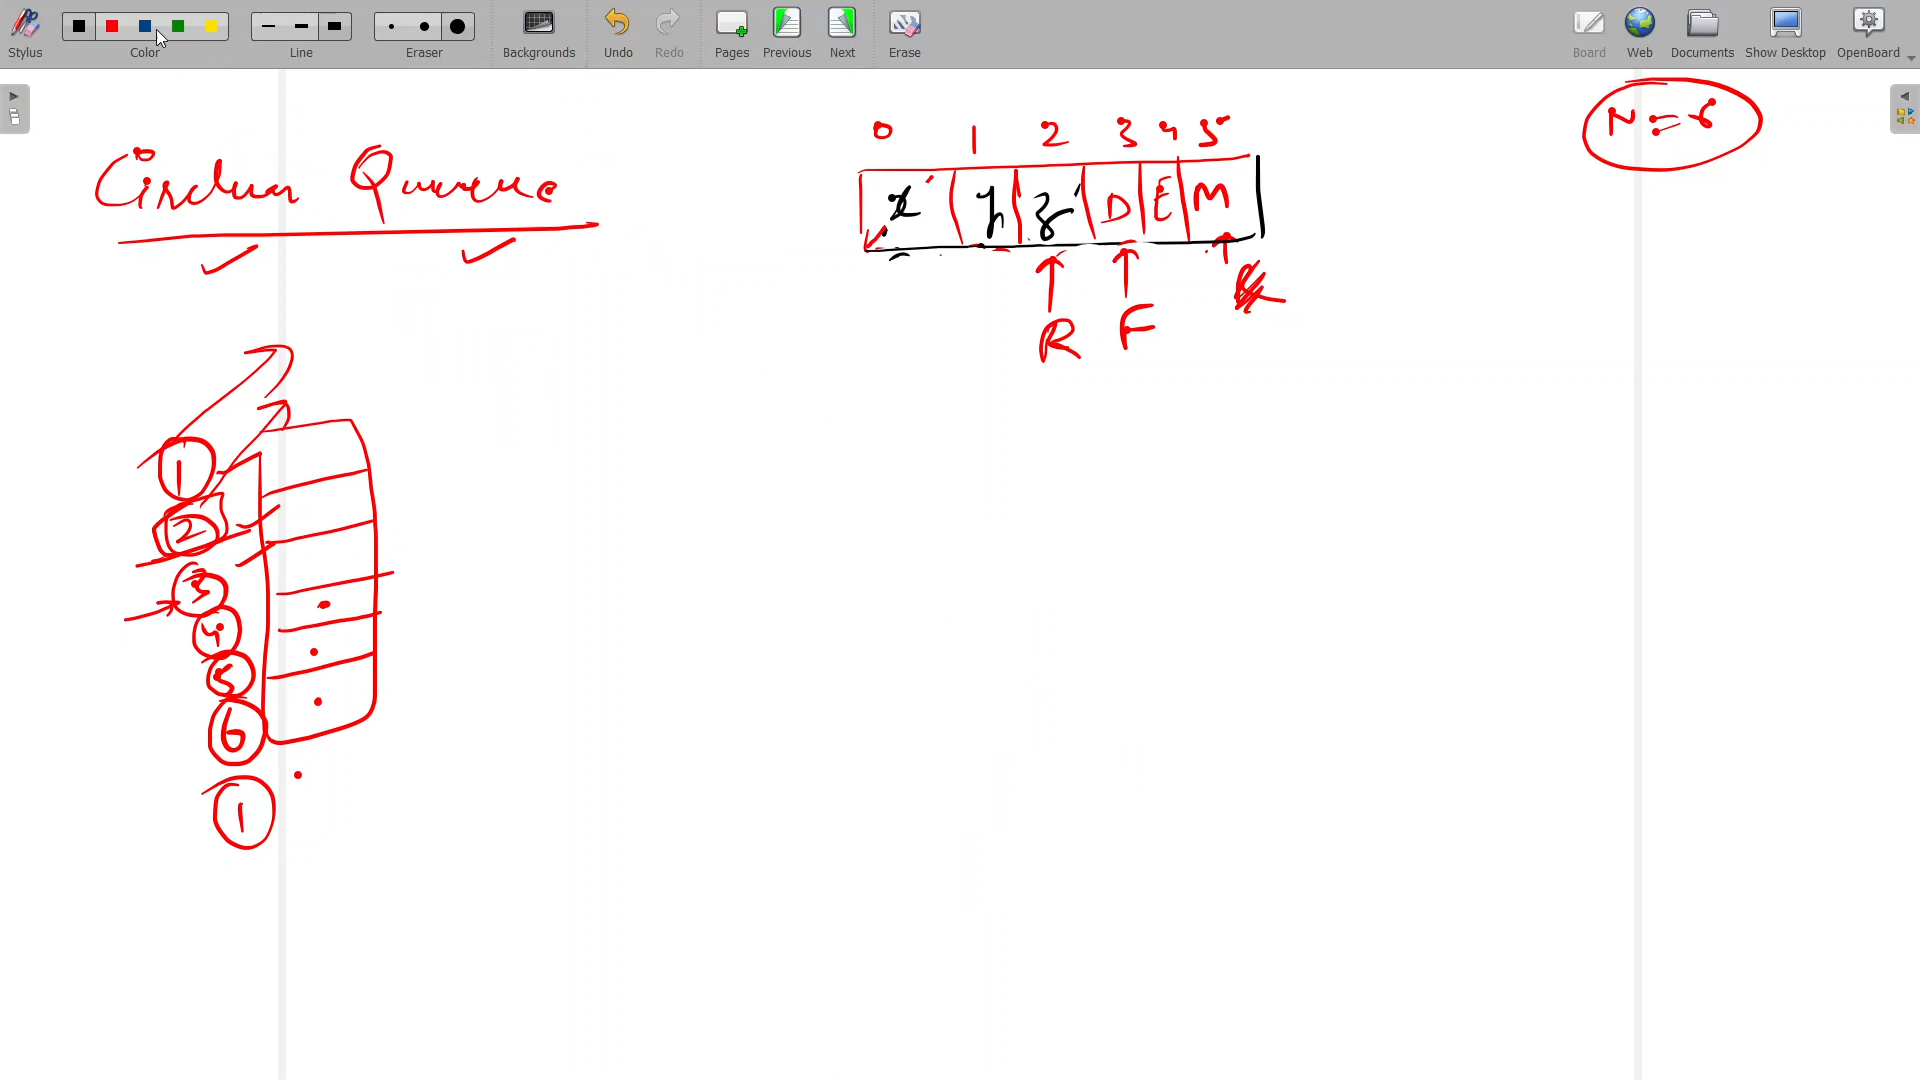 Stylus Color Line Eraser Backgrounds Undo Redo Pages Previous Next Erase Board Web Documents Show Desktop OpenBoard
N = 6
0 1 2 3 4 5
Circluar Queue
x y z D E M
R F
1
2
3
4
5
6
1